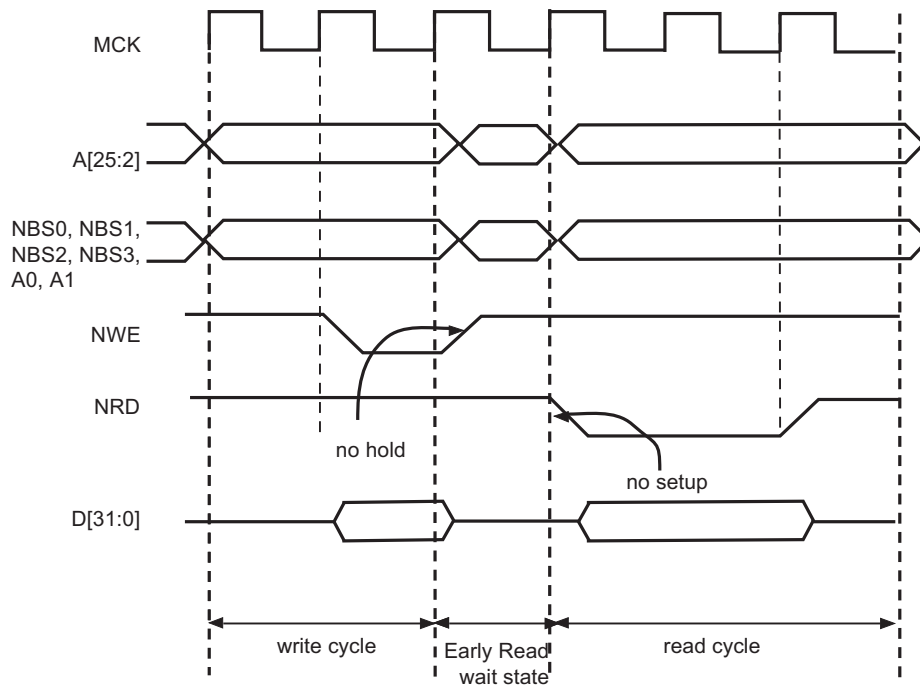 MCK
A[25:2]
NBS0, NBS1,
NBS2, NBS3,
A0, A1
NWE
NRD
no hold
no setup
D[31:0]
write cycle
Early Read
wait state
read cycle